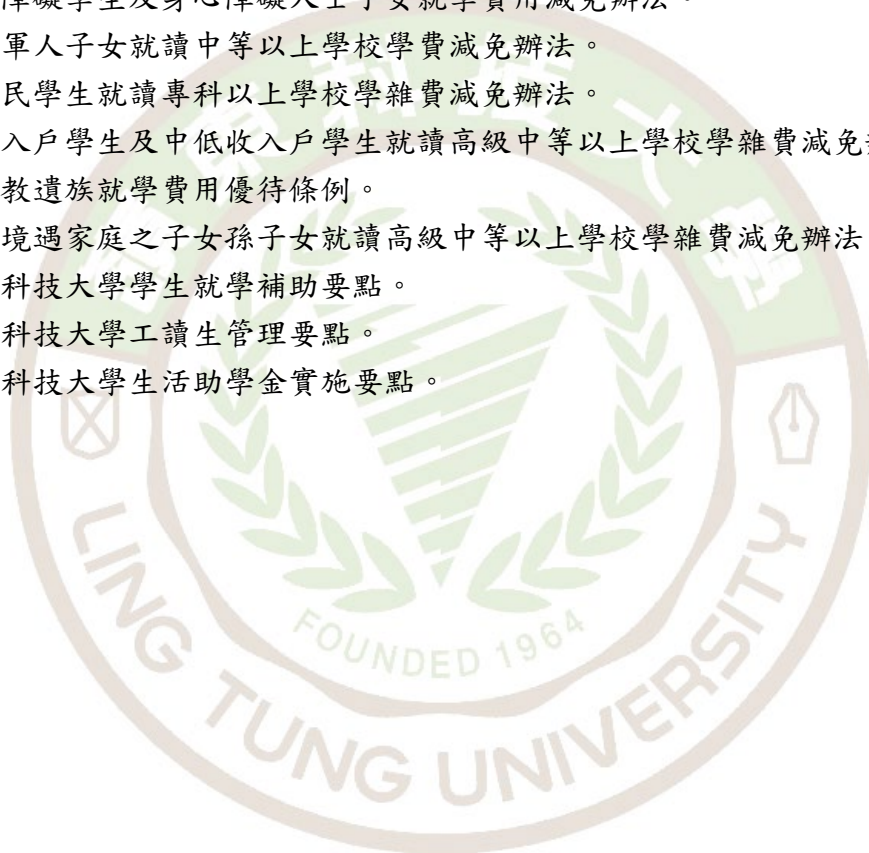 障礙學生及身心障礙人士子女就學費用減免辦法。
軍人子女就讀中等以上學校學費減免辦法。
民學生就讀專科以上學校學雜費減免辦法。
入戶學生及中低收入戶學生就讀高級中等以上學校學雜費減免
教遺族就學費用優待條例。
境遇家庭之子女孫子女就讀高級中等以上學校學雜費減免辦法
科技大學學生就學補助要點。
科技大學工讀生管理要點。
科技大學生活助學金實施要點。
嶺東科技大學
FOUNDED 1964
LING TUNG UNIVERSITY